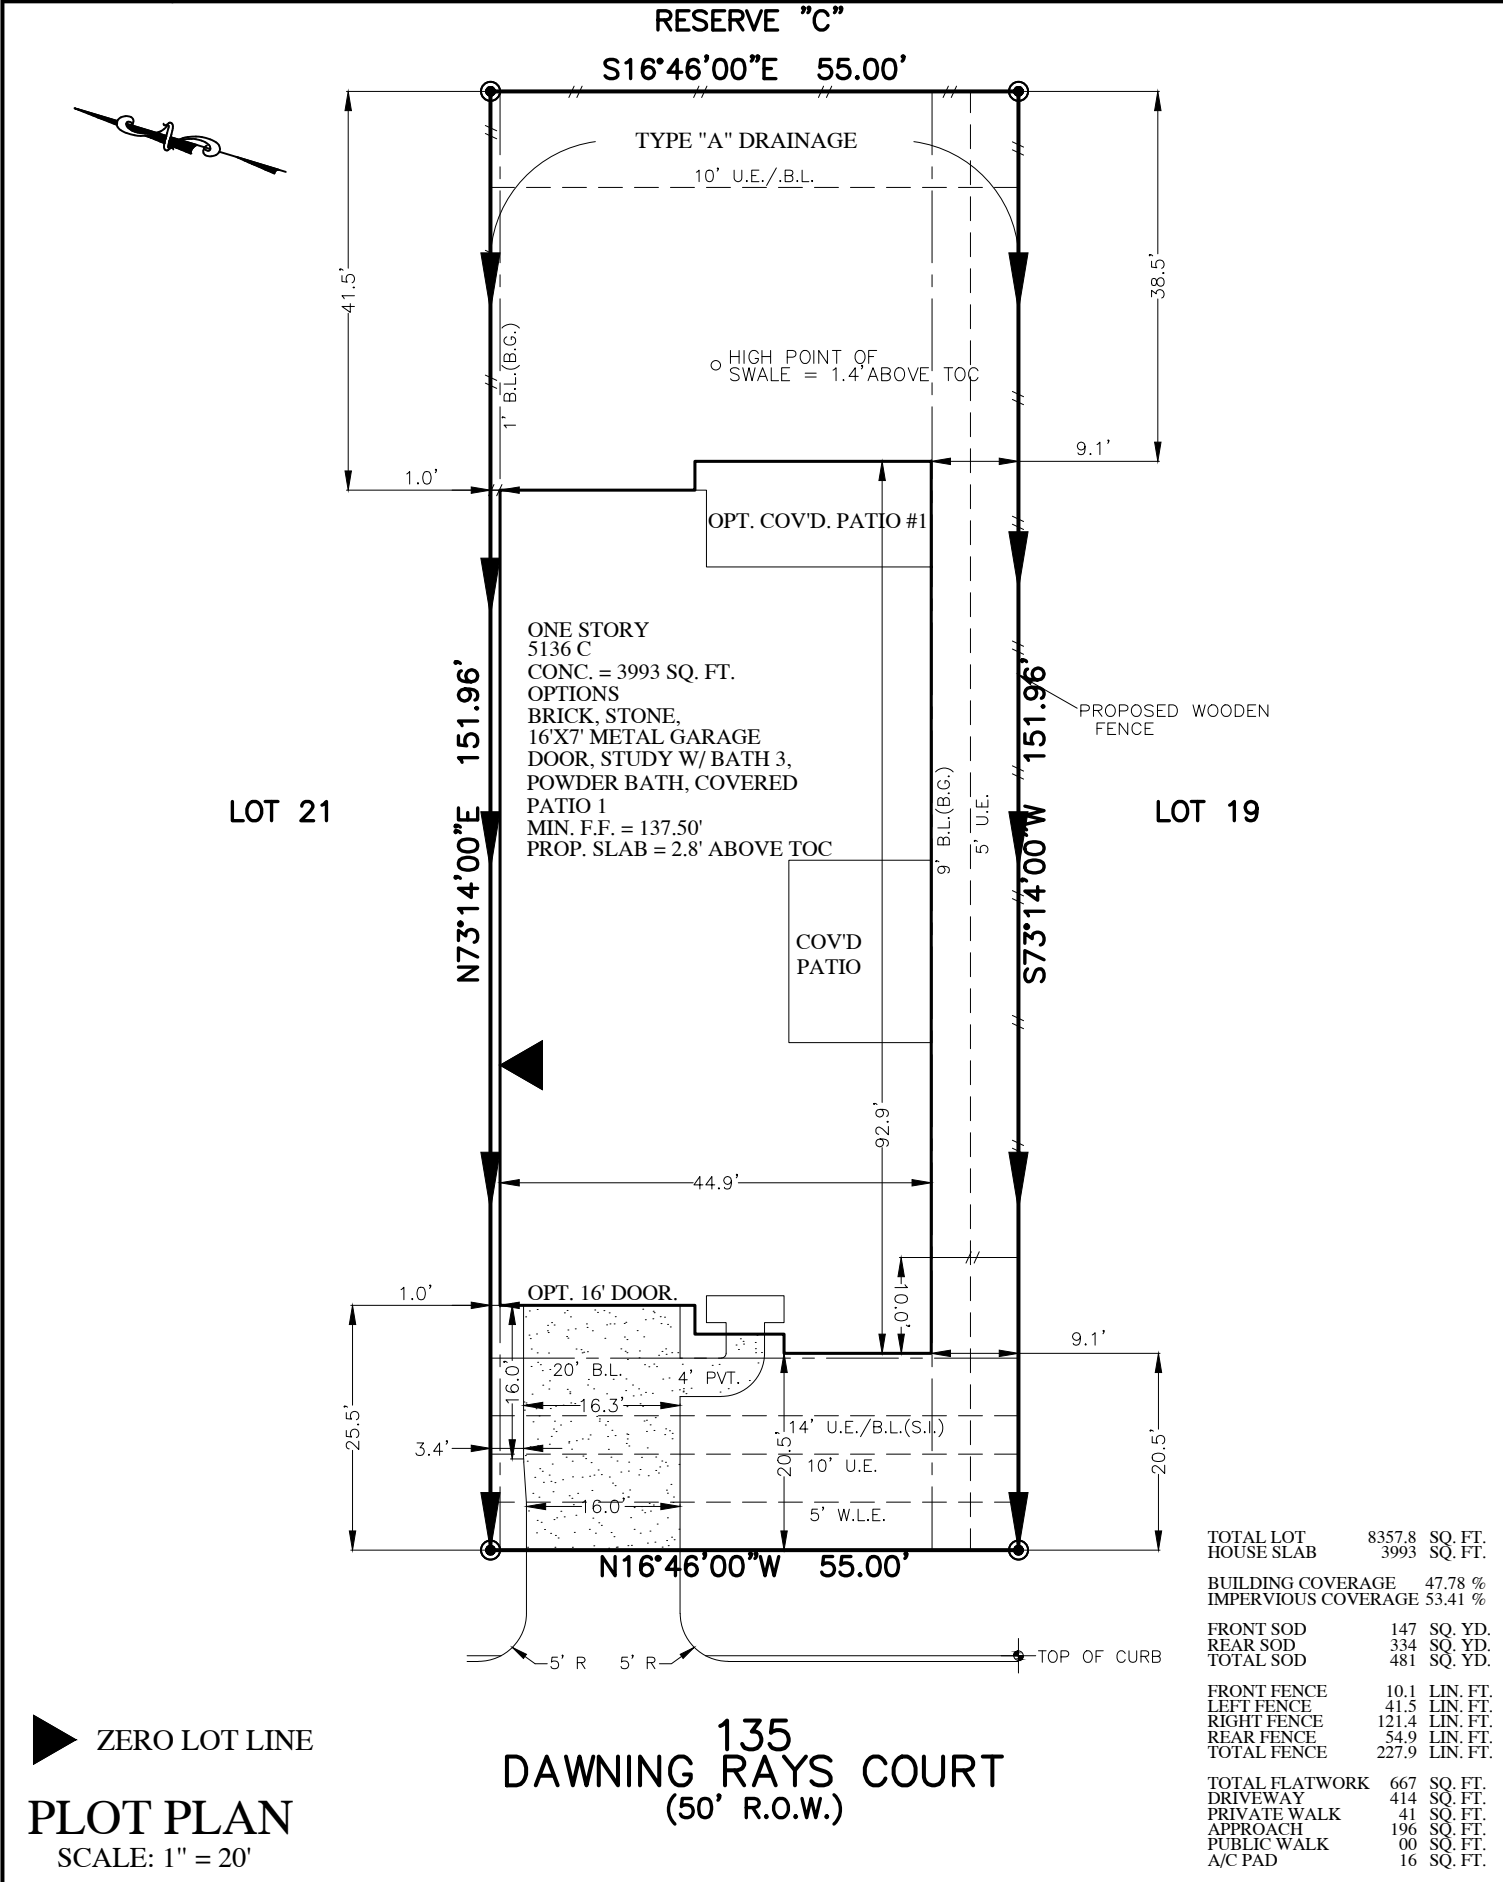 RESERVE "C"
S16°46'00"E 55.00'
TYPE "A" DRAINAGE
10' U.E./.B.L.
41.5'
38.5'
1' B.L.(B.G.)
HIGH POINT OF
SWALE = 1.4'ABOVE TOC
9.1'
1.0'
OPT. COV'D. PATIO #1
ONE STORY
5136 C
CONC. = 3993 SQ. FT.
OPTIONS
BRICK, STONE,
16'X7' METAL GARAGE
DOOR, STUDY W/ BATH 3,
POWDER BATH, COVERED
PATIO 1
MIN. F.F. = 137.50'
PROP. SLAB = 2.8' ABOVE TOC
N73°14'00"E 151.96'
S73°14'00"W 151.96'
PROPOSED WOODEN
FENCE
LOT 21
LOT 19
9' B.L.(B.G.)
5' U.E.
COV'D
PATIO
92.9'
44.9'
10.0'
1.0'
OPT. 16' DOOR.
9.1'
20' B.L.
4' PVT.
16.0'
16.3'
14' U.E./B.L.(S.I.)
25.5'
3.4'
20.5'
10' U.E.
20.5'
16.0'
5' W.L.E.
N16°46'00"W 55.00'
5' R
5' R
TOP OF CURB
135
DAWNING RAYS COURT
(50' R.O.W.)
ZERO LOT LINE
PLOT PLAN
SCALE: 1" = 20'
TOTAL LOT 8357.8 SQ. FT.
HOUSE SLAB 3993 SQ. FT.
BUILDING COVERAGE 47.78 %
IMPERVIOUS COVERAGE 53.41 %
FRONT SOD 147 SQ. YD.
REAR SOD 334 SQ. YD.
TOTAL SOD 481 SQ. YD.
FRONT FENCE 10.1 LIN. FT.
LEFT FENCE 41.5 LIN. FT.
RIGHT FENCE 121.4 LIN. FT.
REAR FENCE 54.9 LIN. FT.
TOTAL FENCE 227.9 LIN. FT.
TOTAL FLATWORK 667 SQ. FT.
DRIVEWAY 414 SQ. FT.
PRIVATE WALK 41 SQ. FT.
APPROACH 196 SQ. FT.
PUBLIC WALK 00 SQ. FT.
A/C PAD 16 SQ. FT.